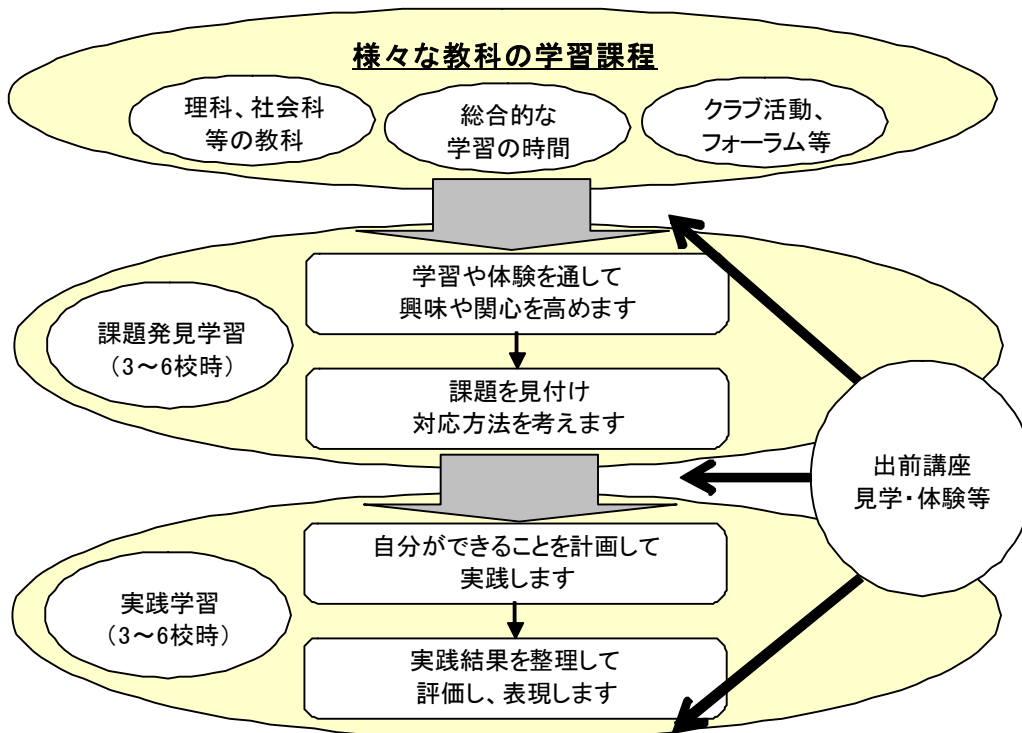 様々な教科の学習課程
理科、社会科
等の教科
総合的な
学習の時間
クラブ活動、
フォーラム等
学習や体験を通して
興味や関心を高めます
課題発見学習
（3～6校時）
課題を見付け
対応方法を考えます
出前講座
見学・体験等
自分ができることを計画して
実践します
実践学習
（3～6校時）
実践結果を整理して
評価し、表現します